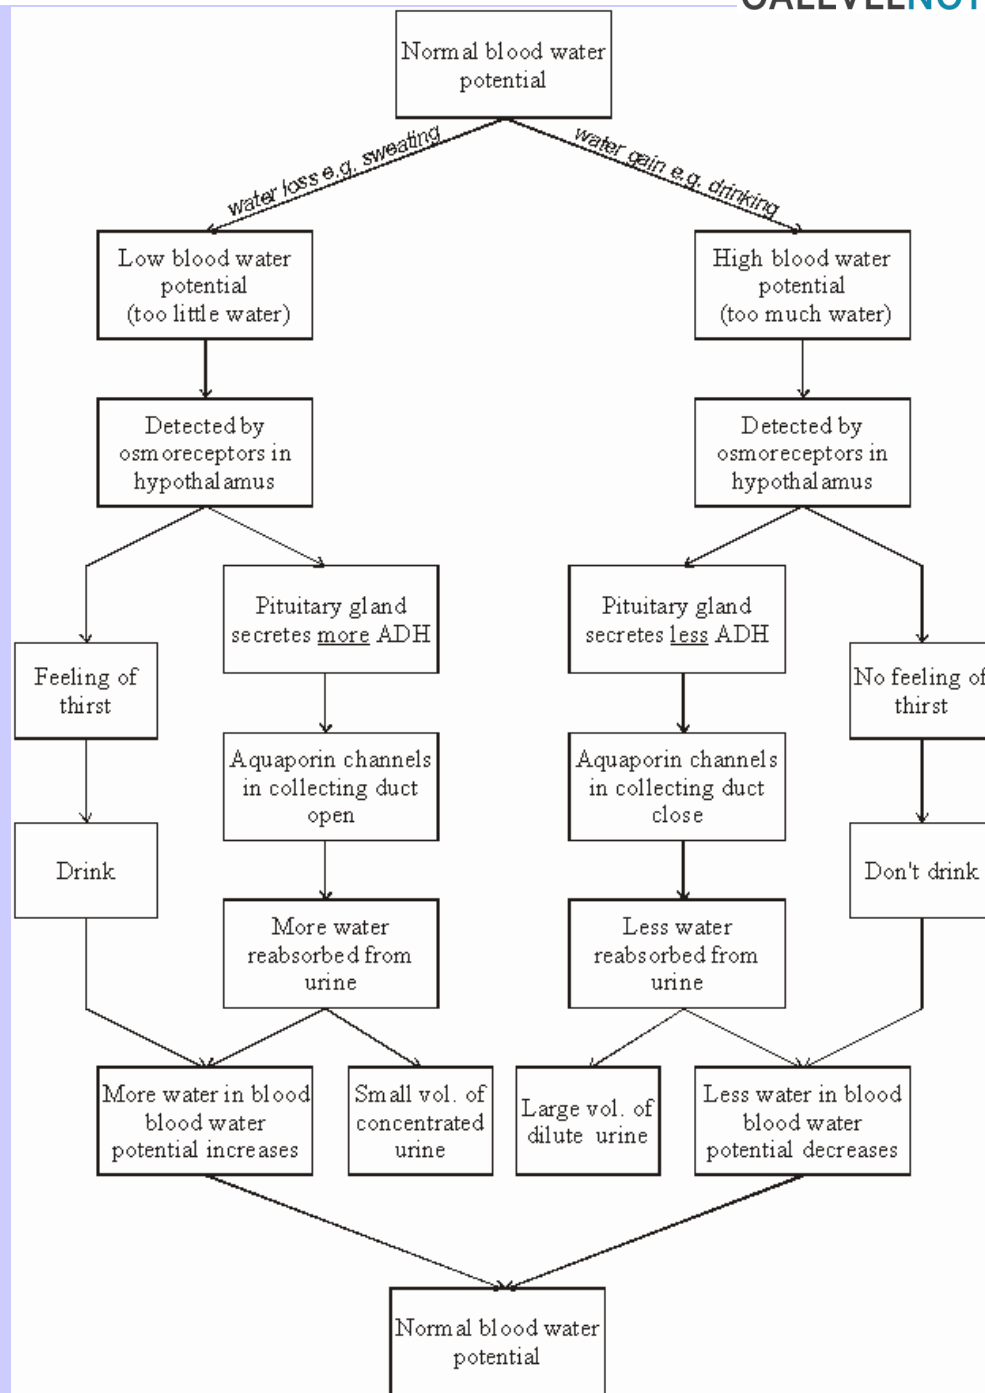 Normal blood water
potential
water loss e.g. sweating
water gain e.g. drinking
Low blood water
potential
(too little water)
High blood water
potential
(too much water)
Detected by
osmoreceptors in
hypothalamus
Detected by
osmoreceptors in
hypothalamus
Feeling of
thirst
Pituitary gland
secretes more ADH
Pituitary gland
secretes less ADH
No feeling of
thirst
Drink
Aquaporin channels
in collecting duct
open
Aquaporin channels
in collecting duct
close
Don't drink
More water
reabsorbed from
urine
Less water
reabsorbed from
urine
More water in blood
blood water
potential increases
Small vol. of
concentrated
urine
Large vol. of
dilute urine
Less water in blood
blood water
potential decreases
Normal blood water
potential